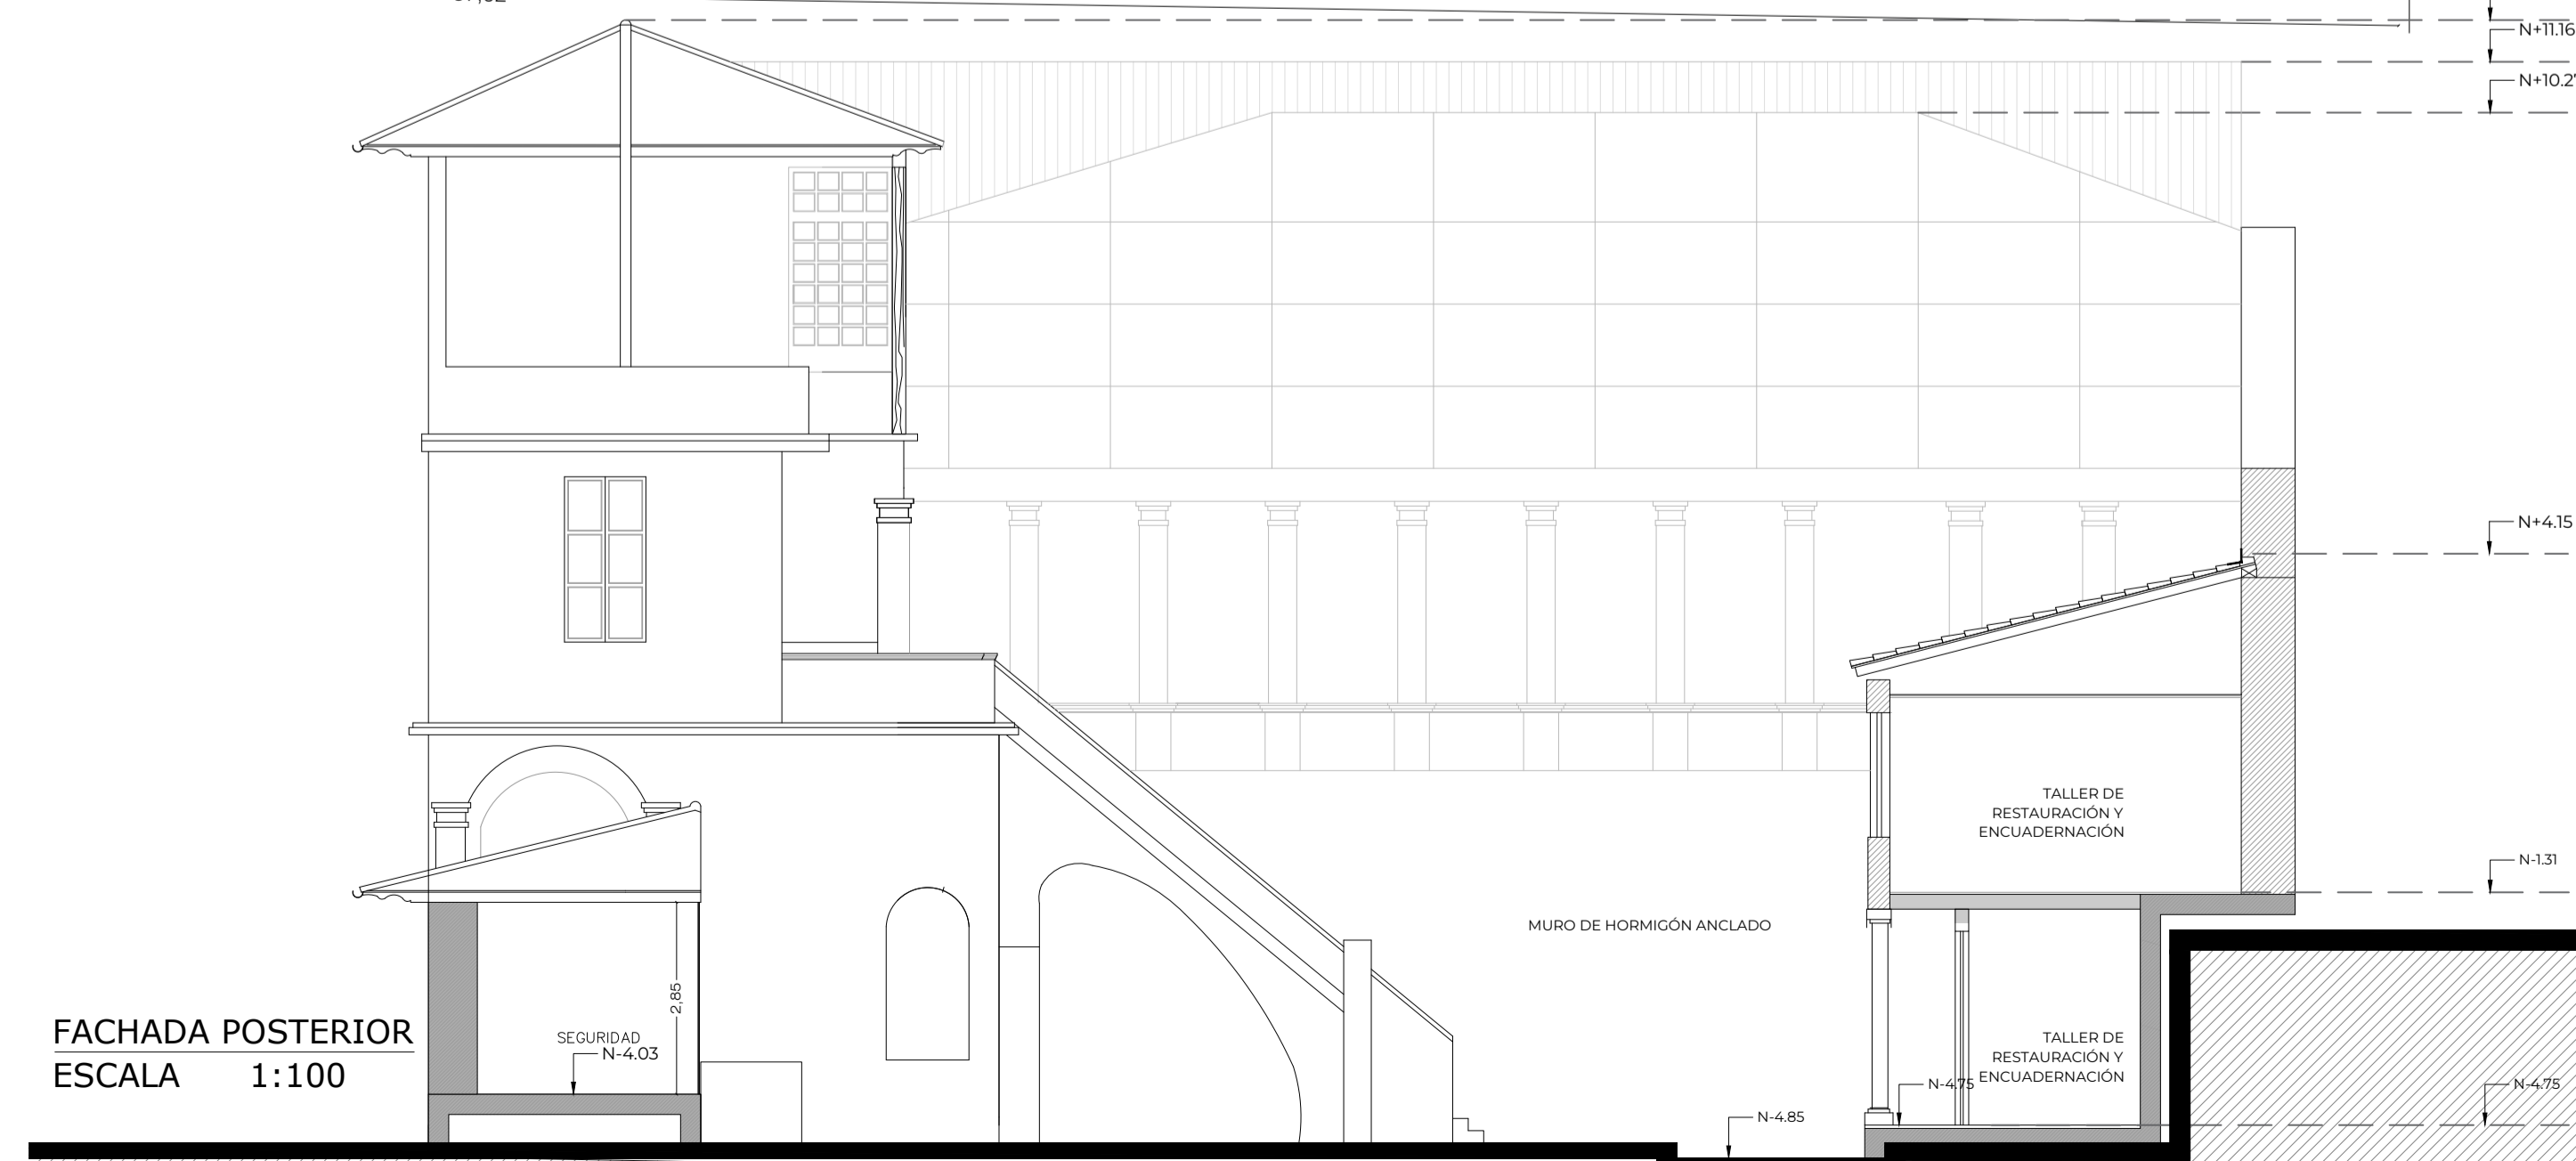 N+11.16
N+4.15
TALLER DE
RESTAURACIÓN Y
ENCUADERNACIÓN
N-1.31
MURO DE HORMIGÓN ANCLADO
2,85
SEGURIDAD
N-4.03
FACHADA POSTERIOR
ESCALA 1:100
TALLER DE
RESTAURACIÓN Y
ENCUADERNACIÓN
N-4.75
N-4.75
N-4.85